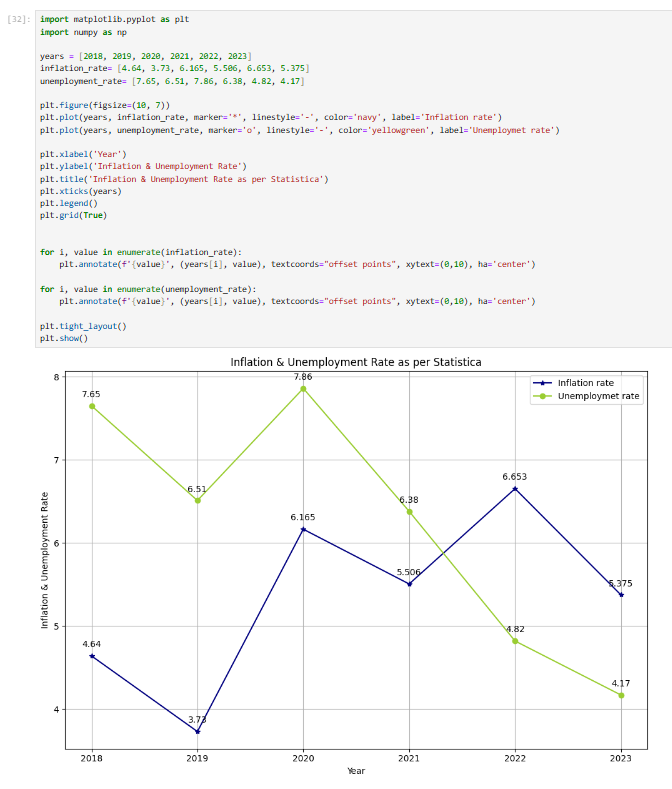 [32]:
import matplotlib.pyplot as plt
import numpy as np
years = [2018, 2019, 2020, 2021, 2022, 2023]
inflation_rate= [4.64, 3.73, 6.165, 5.506, 6.653, 5.375]
unemployment_rate= [7.65, 6.51, 7.86, 6.38, 4.82, 4.17]
plt.figure(figsize=(10, 7))
plt.plot(years, inflation_rate, marker='*', linestyle='-', color='navy', label='Inflation rate')
plt.plot(years, unemployment_rate, marker='o', linestyle='-', color='yellowgreen', label='Unemploymet rate')
plt.xlabel('Year')
plt.ylabel('Inflation & Unemployment Rate')
plt.title('Inflation & Unemployment Rate as per Statistica')
plt.xticks(years)
plt.legend()
plt.grid(True)
for i, value in enumerate(inflation_rate):
    plt.annotate(f'{value}', (years[i], value), textcoords="offset points", xytext=(0,10), ha='center')
for i, value in enumerate(unemployment_rate):
    plt.annotate(f'{value}', (years[i], value), textcoords="offset points", xytext=(0,10), ha='center')
plt.tight_layout()
plt.show()
Inflation & Unemployment Rate as per Statistica
Inflation rate
Unemploymet rate
8
7
6
5
4
Inflation & Unemployment Rate
7.65
6.51
7.86
6.38
4.82
4.17
4.64
3.73
6.165
5.506
6.653
5.375
2018 2019 2020 2021 2022 2023
Year